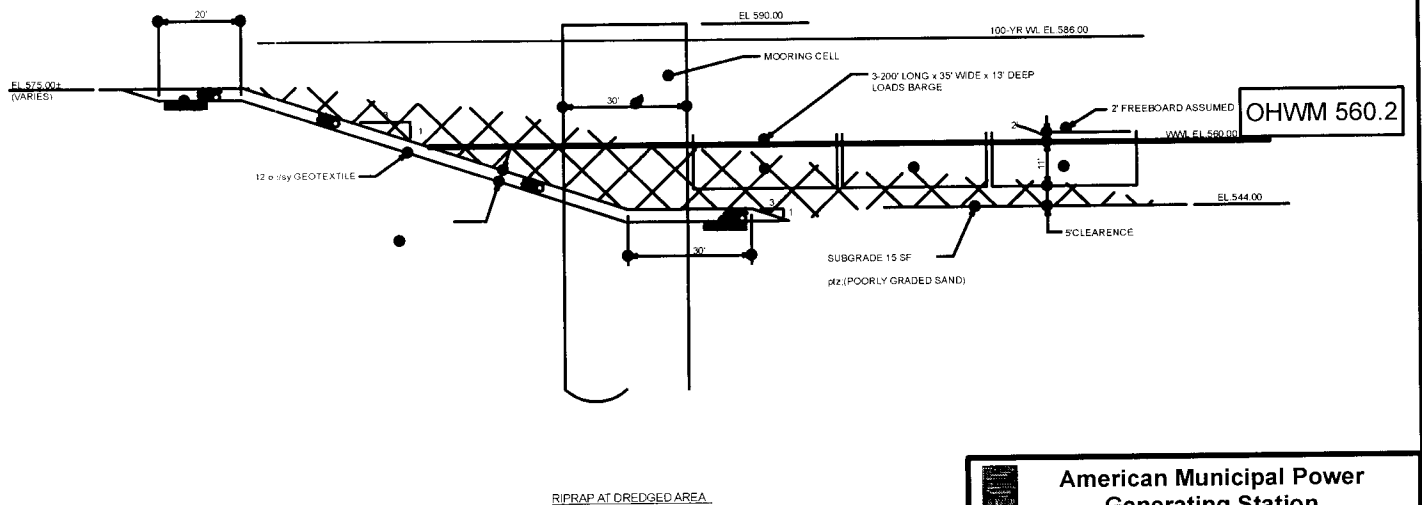 20'
EL 590.00
100-YR WL EL.586.00
MOORING CELL
3-200' LONG x 35' WIDE x 13' DEEP
LOADS BARGE
EL.575.00±
(VARIES)
30'
2' FREEBOARD ASSUMED
OHWM 560.2
2'
EL.560.00
1
12 /sy GEOTEXTILE
11'
EL.544.00
3
1
5'CLEARENCE
30'
SUBGRADE 15 SF
(POORLY GRADED SAND)
RIPRAP AT DREDGED AREA
American Municipal Power
Generating Station